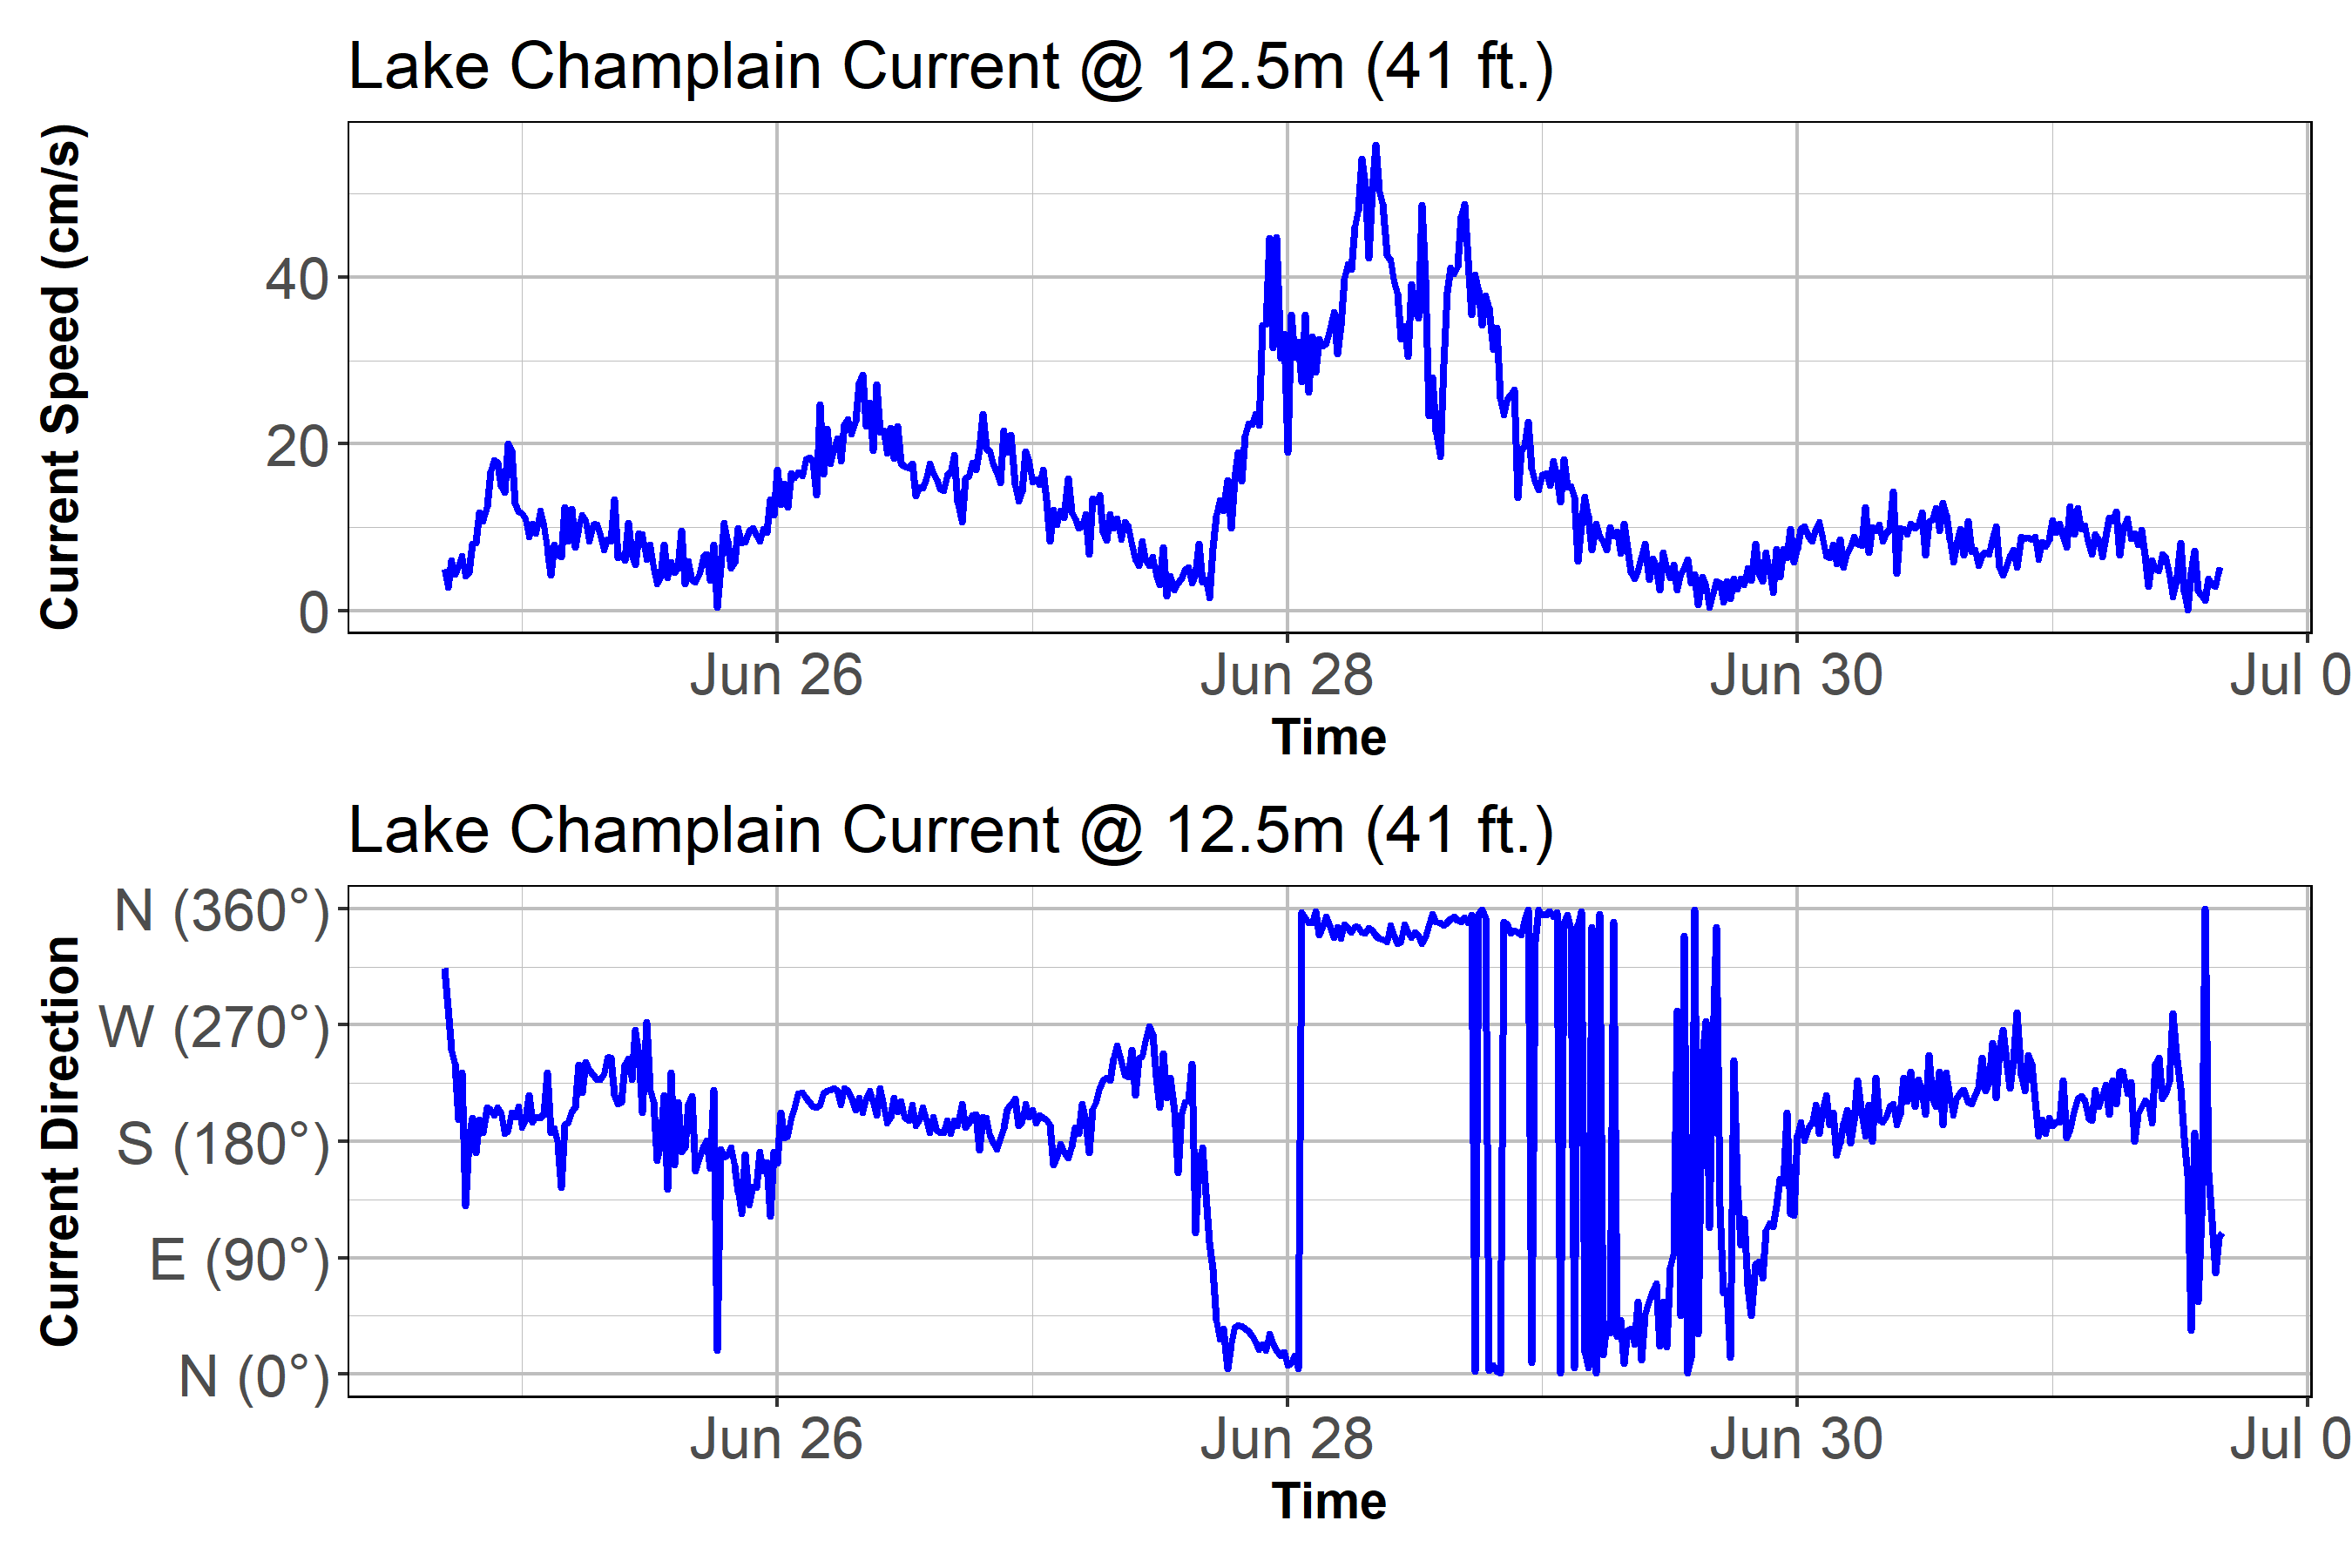 Lake Champlain Current @ 12.5m (41 ft.)
Current Speed (cm/s)
40
20
0
Jun 26 Jun 28 Jun 30 Jul 0
Time
Lake Champlain Current @ 12.5m (41 ft.)
Current Direction
N (360°)
W (270°)
S (180°)
E (90°)
N (0°)
Jun 26 Jun 28 Jun 30 Jul 0
Time